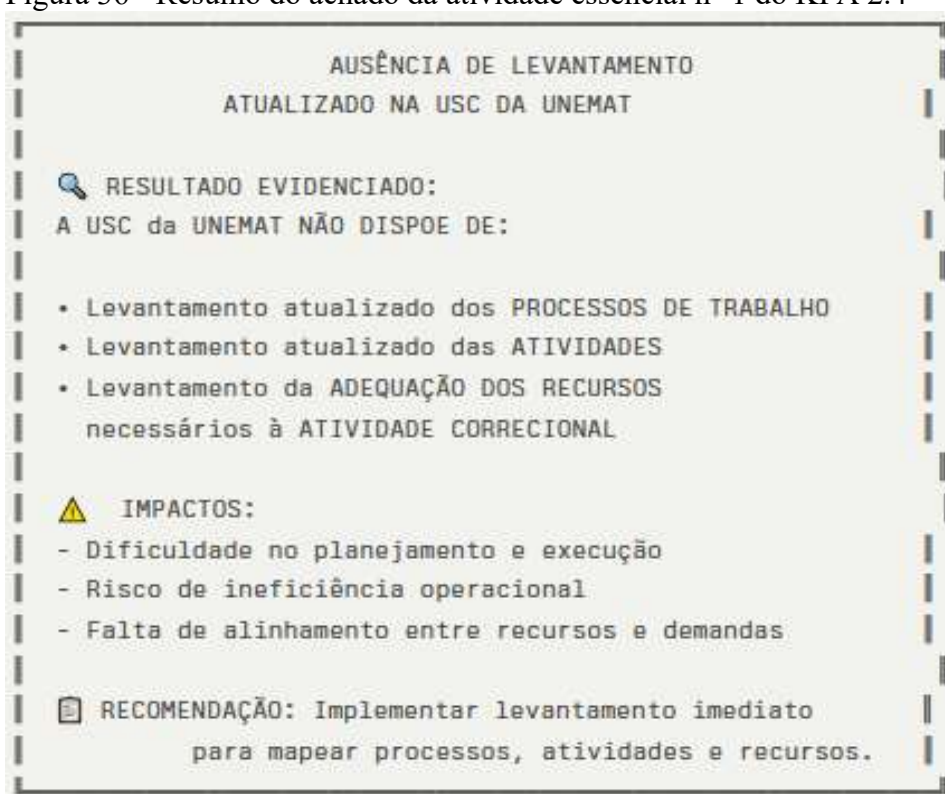 AUSÊNCIA DE LEVANTAMENTO
ATUALIZADO NA USC DA UNEMAT
🔍 RESULTADO EVIDENCIADO:
A USC da UNEMAT NÃO DISPOE DE:
• Levantamento atualizado dos PROCESSOS DE TRABALHO
• Levantamento atualizado das ATIVIDADES
• Levantamento da ADEQUAÇÃO DOS RECURSOS
necessários à ATIVIDADE CORRECIONAL
⚠ IMPACTOS:
- Dificuldade no planejamento e execução
- Risco de ineficiência operacional
- Falta de alinhamento entre recursos e demandas
📋 RECOMENDAÇÃO: Implementar levantamento imediato
para mapear processos, atividades e recursos.